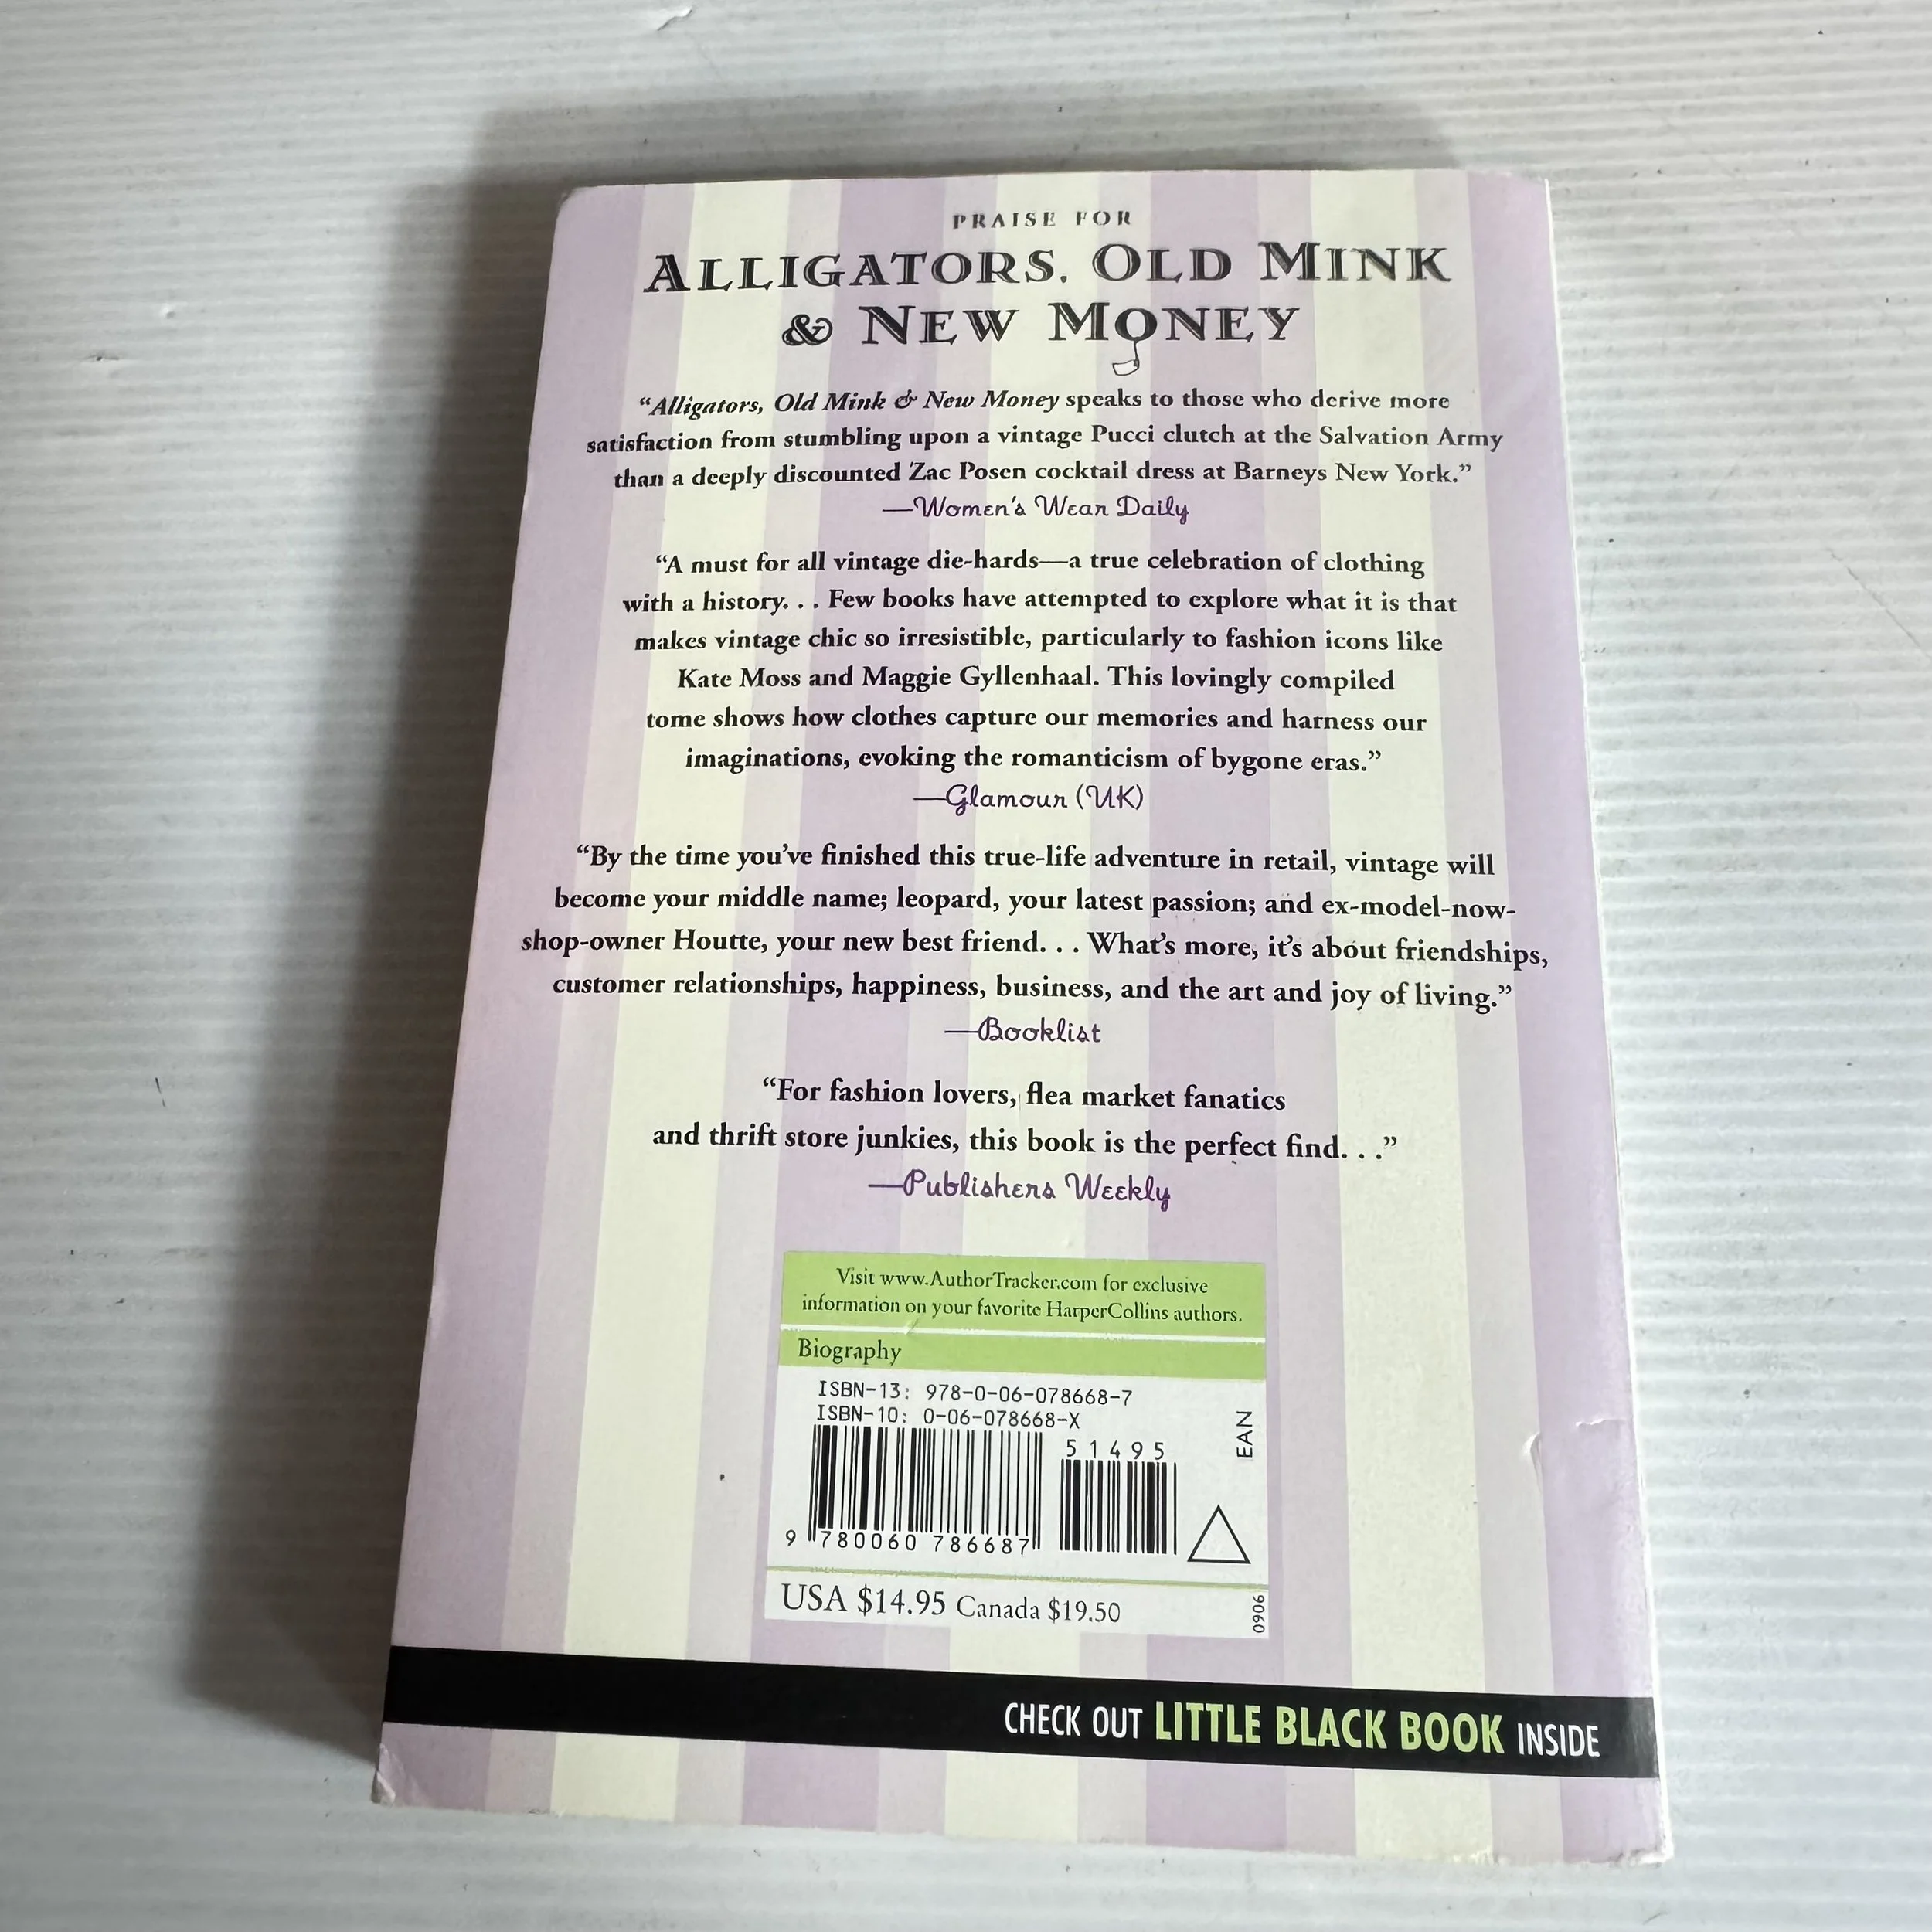 PRAISE FOR
ALLIGATORS, OLD MINK
& NEW MONEY
“Alligators, Old Mink & New Money speaks to those who derive more
satisfaction from stumbling upon a vintage Pucci clutch at the Salvation Army
than a deeply discounted Zac Posen cocktail dress at Barneys New York.”
—Women's Wear Daily
“A must for all vintage die-hards—a true celebration of clothing
with a history. . . Few books have attempted to explore what it is that
makes vintage chic so irresistible, particularly to fashion icons like
Kate Moss and Maggie Gyllenhaal. This lovingly compiled
tome shows how clothes capture our memories and harness our
imaginations, evoking the romanticism of bygone eras.”
—Glamour (UK)
“By the time you’ve finished this true-life adventure in retail, vintage will
become your middle name; leopard, your latest passion; and ex-model-now-
shop-owner Houtte, your new best friend. . . What’s more, it’s about friendships,
customer relationships, happiness, business, and the art and joy of living.”
—Booklist
“For fashion lovers, flea market fanatics
and thrift store junkies, this book is the perfect find. . .”
—Publishers Weekly
Visit www.AuthorTracker.com for exclusive
information on your favorite HarperCollins authors.
Biography
ISBN-13: 978-0-06-078668-7
ISBN-10: 0-06-078668-X
EAN
51495
9 780060 786687
USA $14.95 Canada $19.50
0906
CHECK OUT LITTLE BLACK BOOK INSIDE